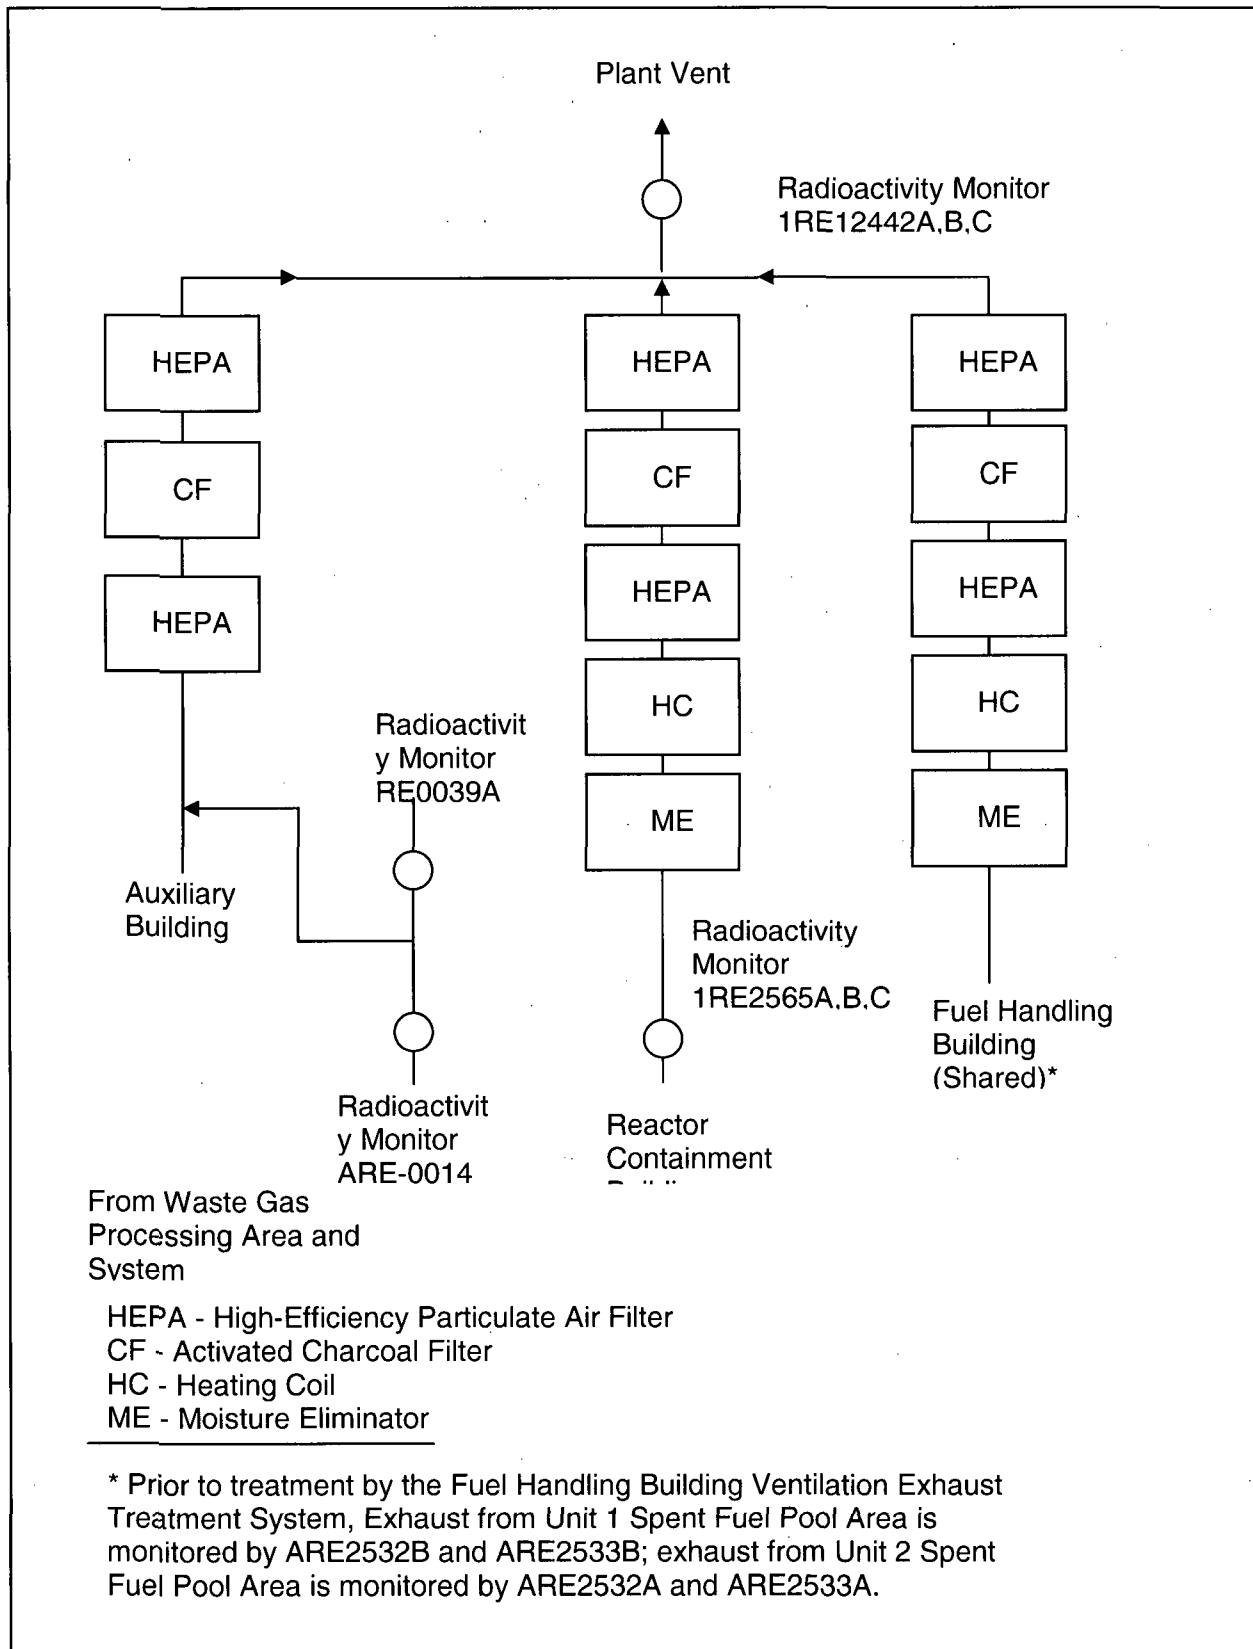 Plant Vent
Radioactivity Monitor
1RE12442A,B,C
HEPA
HEPA
HEPA
CF
CF
CF
HEPA
HEPA
HEPA
HC
HC
ME
ME
Radioactivit
y Monitor
RE0039A
Auxiliary
Building
Radioactivity
Monitor
1RE2565A,B,C
Fuel Handling
Building
(Shared)*
Radioactivit
y Monitor
ARE-0014
Reactor
Containment
From Waste Gas
Processing Area and
System
HEPA - High-Efficiency Particulate Air Filter
CF - Activated Charcoal Filter
HC - Heating Coil
ME - Moisture Eliminator
* Prior to treatment by the Fuel Handling Building Ventilation Exhaust
Treatment System, Exhaust from Unit 1 Spent Fuel Pool Area is
monitored by ARE2532B and ARE2533B; exhaust from Unit 2 Spent
Fuel Pool Area is monitored by ARE2532A and ARE2533A.